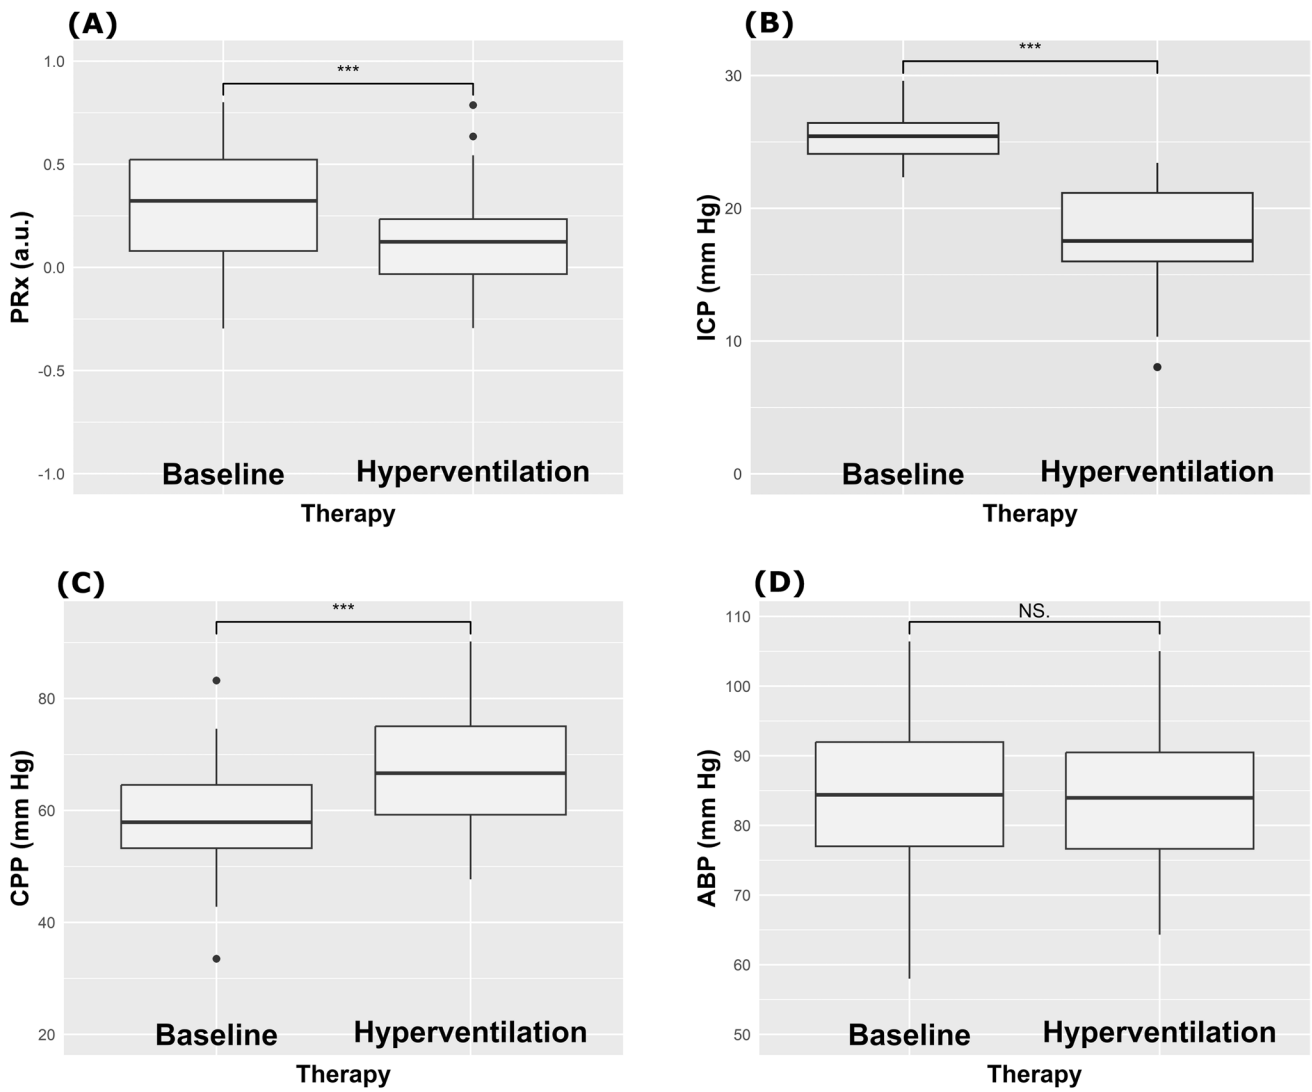 (A)
***
1.0
0.5
0.0
-0.5
-1.0
PRx (a.u.)
Baseline
Hyperventilation
Therapy
(B)
***
30
20
10
0
ICP (mm Hg)
Baseline
Hyperventilation
Therapy
(C)
***
80
60
40
20
CPP (mm Hg)
Baseline
Hyperventilation
Therapy
(D)
NS.
110
100
90
80
70
60
50
ABP (mm Hg)
Baseline
Hyperventilation
Therapy